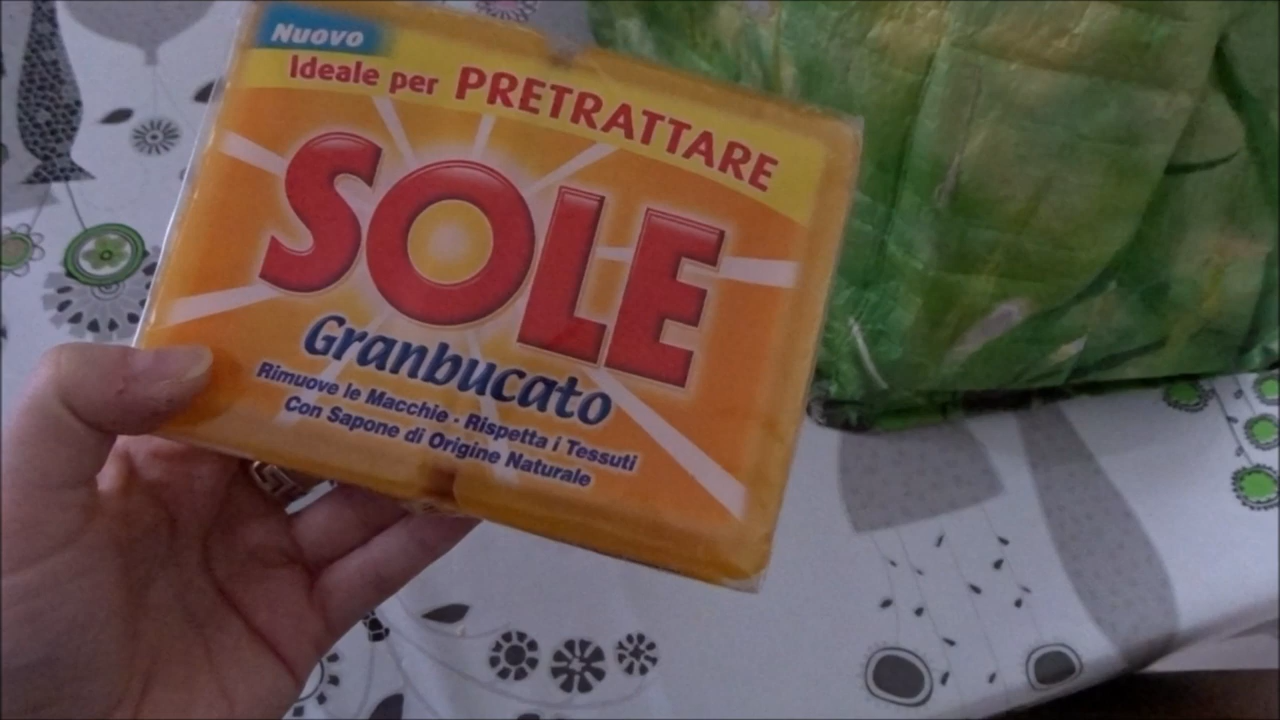 Nuovo
Ideale per PRETRATTARE
SOLE
Granbucato
Rimuove le Macchie - Rispetta i Tessuti
Con Sapone di Origine Naturale